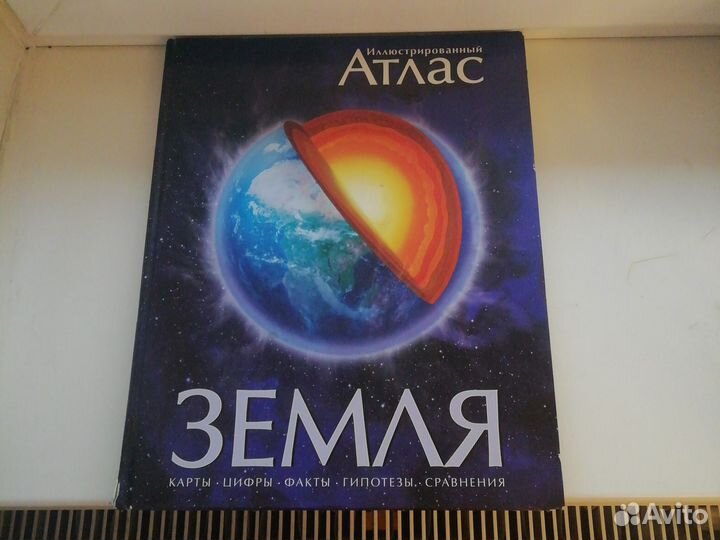 Иллюстрированный
Атлас
ЗЕМЛЯ
КАРТЫ · ЦИФРЫ · ФАКТЫ · ГИПОТЕЗЫ · СРАВНЕНИЯ
Avito